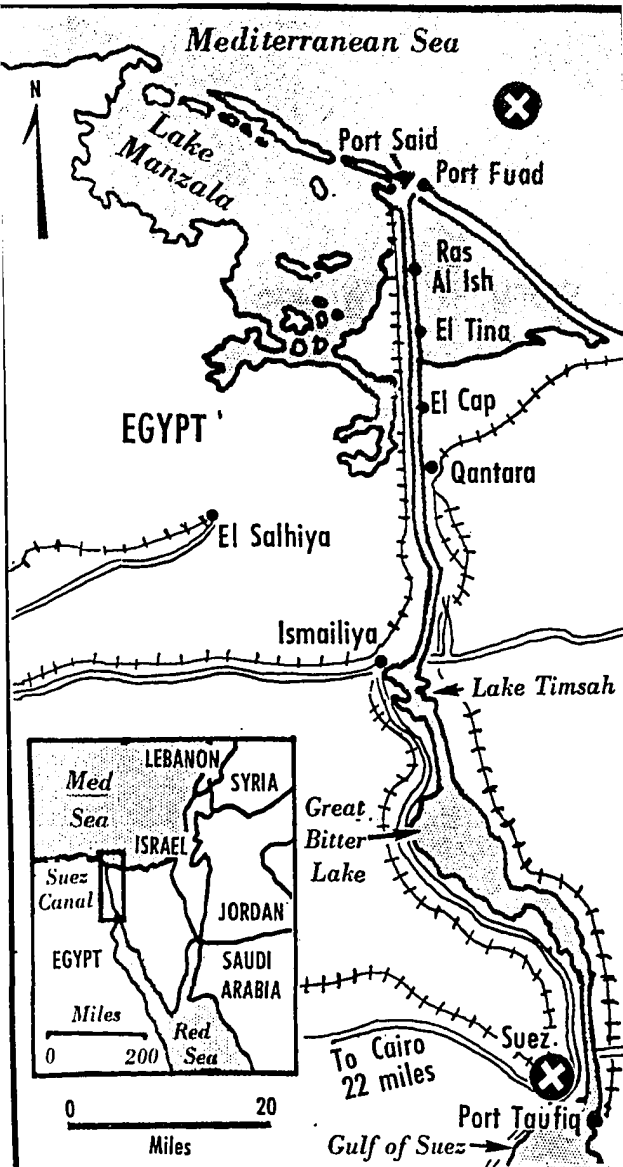 Mediterranean Sea
N
Lake
Manzala
Port Said
Port Fuad
Ras
Al Ish
El Tina
El Cap
EGYPT
Qantara
El Salhiya
Ismailiya
Lake Timsah
Great
Bitter
Lake
LEBANON
SYRIA
Med
Sea
ISRAEL
Suez
Canal
JORDAN
EGYPT
SAUDI
ARABIA
Miles
0 200
Red
Sea
Suez
To Cairo
22 miles
0 20
Miles
Port Taufiq
Gulf of Suez